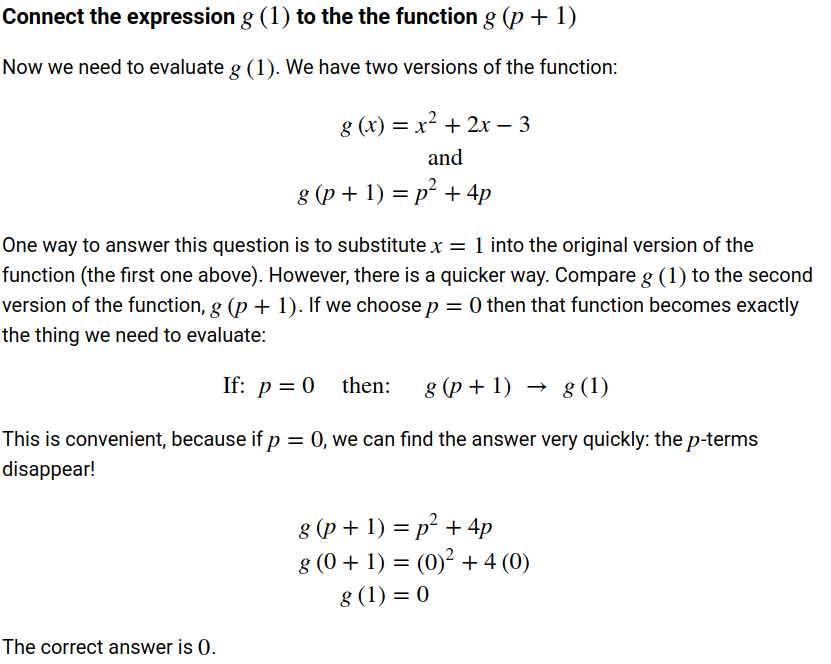 Connect the expression g (1) to the the function g (p + 1)
Now we need to evaluate g (1). We have two versions of the function:
g (x) = x² + 2x − 3
and
g (p + 1) = p² + 4p
One way to answer this question is to substitute x = 1 into the original version of the
function (the first one above). However, there is a quicker way. Compare g (1) to the second
version of the function, g (p + 1). If we choose p = 0 then that function becomes exactly
the thing we need to evaluate:
If: p = 0 then: g (p + 1) → g (1)
This is convenient, because if p = 0, we can find the answer very quickly: the p-terms
disappear!
g (p + 1) = p² + 4p
g (0 + 1) = (0)² + 4 (0)
g (1) = 0
The correct answer is 0.